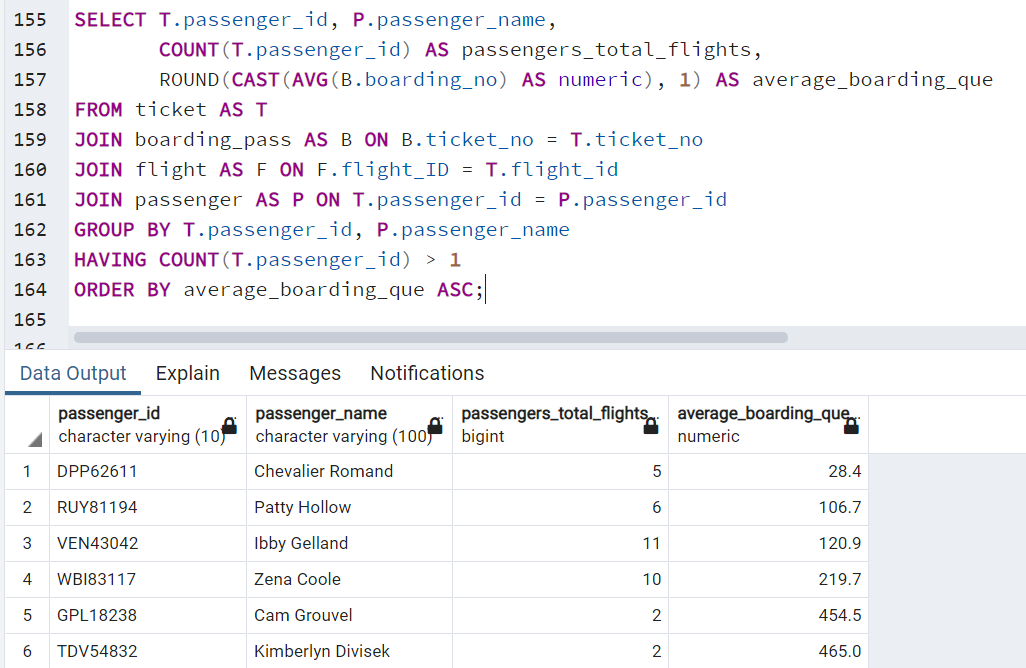 155 SELECT T.passenger_id, P.passenger_name,
156 COUNT(T.passenger_id) AS passengers_total_flights,
157 ROUND(CAST(AVG(B.boarding_no) AS numeric), 1) AS average_boarding_que
158 FROM ticket AS T
159 JOIN boarding_pass AS B ON B.ticket_no = T.ticket_no
160 JOIN flight AS F ON F.flight_ID = T.flight_id
161 JOIN passenger AS P ON T.passenger_id = P.passenger_id
162 GROUP BY T.passenger_id, P.passenger_name
163 HAVING COUNT(T.passenger_id) > 1
164 ORDER BY average_boarding_que ASC;
165
166
Data Output Explain Messages Notifications
passenger_id passenger_name passengers_total_flights average_boarding_que
character varying (10) character varying (100) bigint numeric
1 DPP62611 Chevalier Romand 5 28.4
2 RUY81194 Patty Hollow 6 106.7
3 VEN43042 Ibby Gelland 11 120.9
4 WBI83117 Zena Coole 10 219.7
5 GPL18238 Cam Grouvel 2 454.5
6 TDV54832 Kimberlyn Divisek 2 465.0